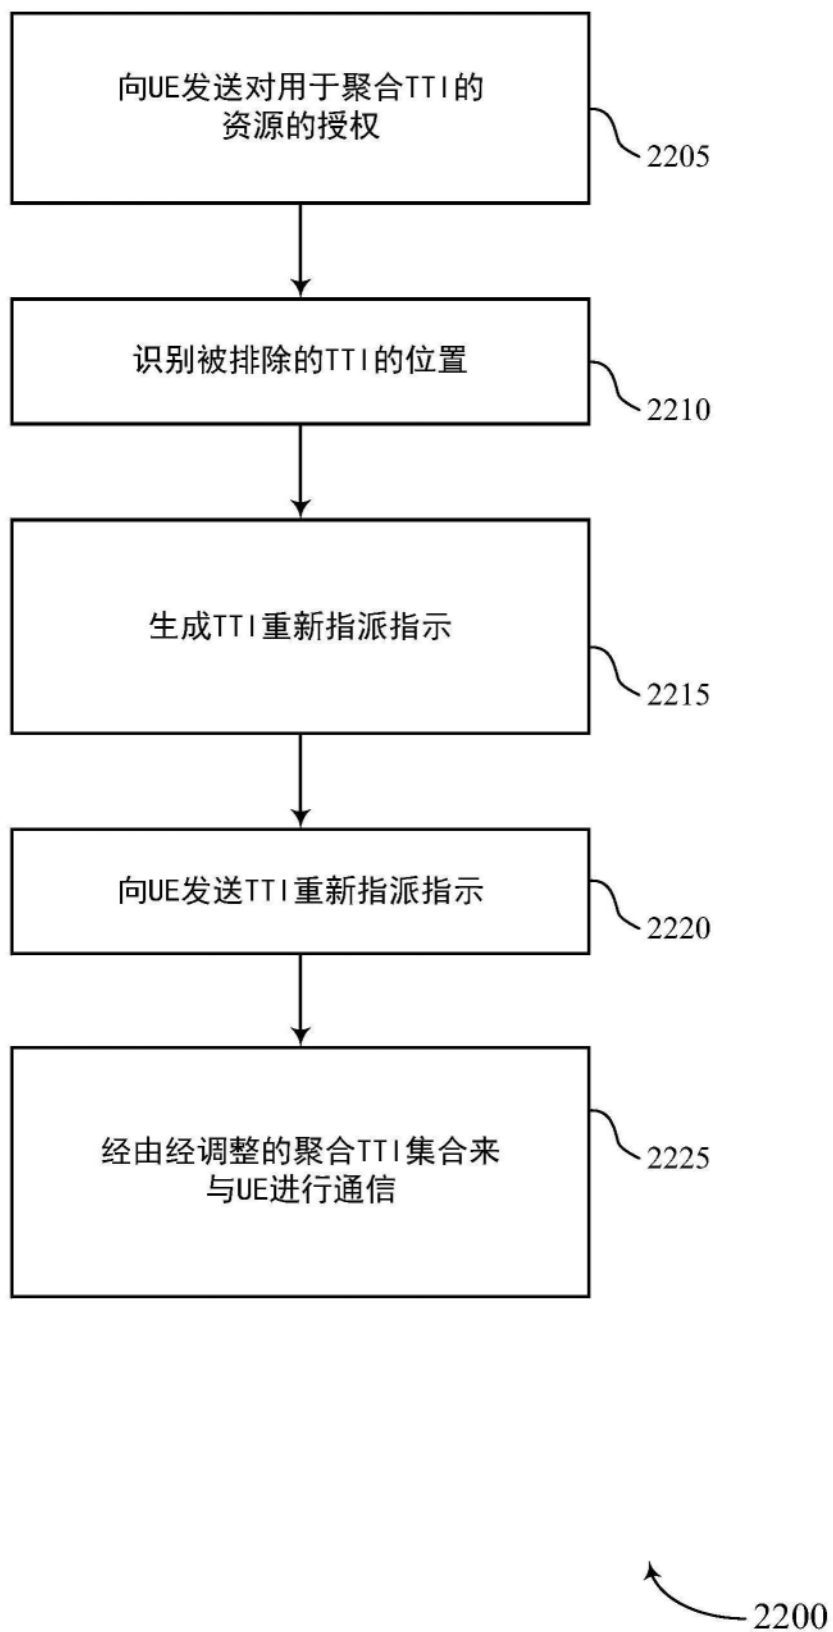 向UE发送对用于聚合TTI的
资源的授权
2205
识别被排除的TTI的位置
2210
生成TTI重新指派指示
2215
向UE发送TTI重新指派指示
2220
经由经调整的聚合TTI集合来
与UE进行通信
2225
2200